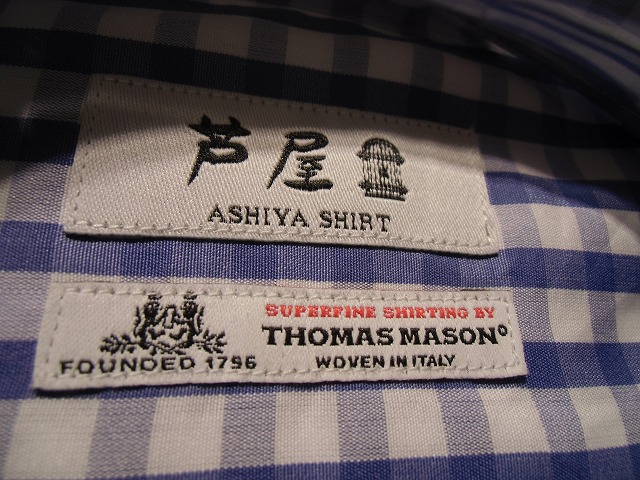 芦屋
ASHIYA SHIRT
SUPERFINE SHIRTING BY
THOMAS MASON
FOUNDED 1796
WOVEN IN ITALY